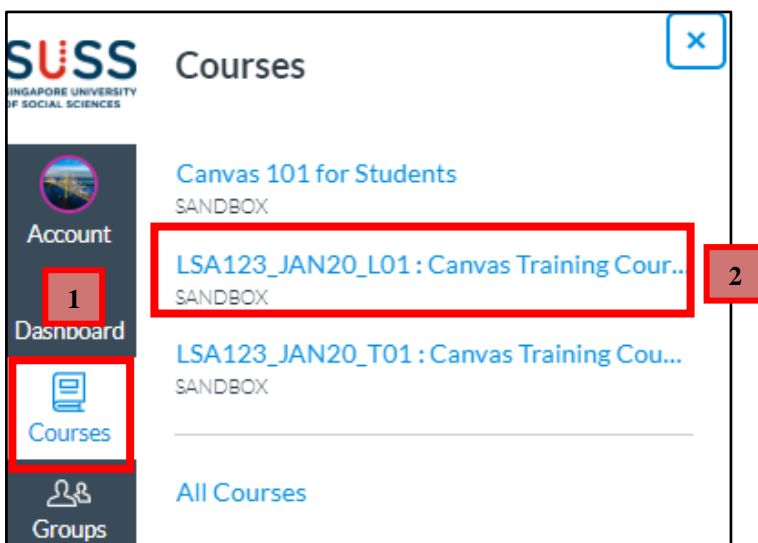 SUSS
SINGAPORE UNIVERSITY
OF SOCIAL SCIENCES
Courses
×
Canvas 101 for Students
SANDBOX
Account
LSA123_JAN20_L01 : Canvas Training Cour...
SANDBOX
2
1
Dashboard
LSA123_JAN20_T01 : Canvas Training Cou...
SANDBOX
Courses
All Courses
Groups